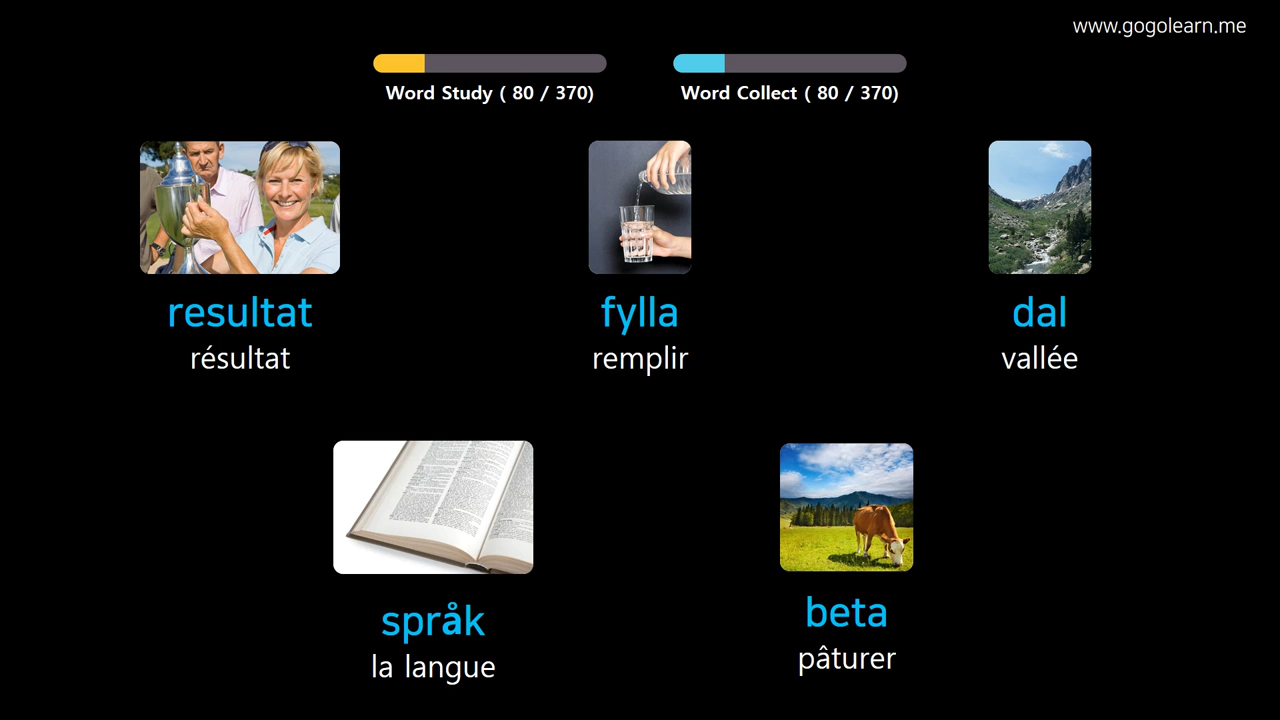 www.gogolearn.me
Word Study ( 80 / 370)
Word Collect ( 80 / 370)
resultat
résultat
fylla
remplir
dal
vallée
språk
la langue
beta
pâturer